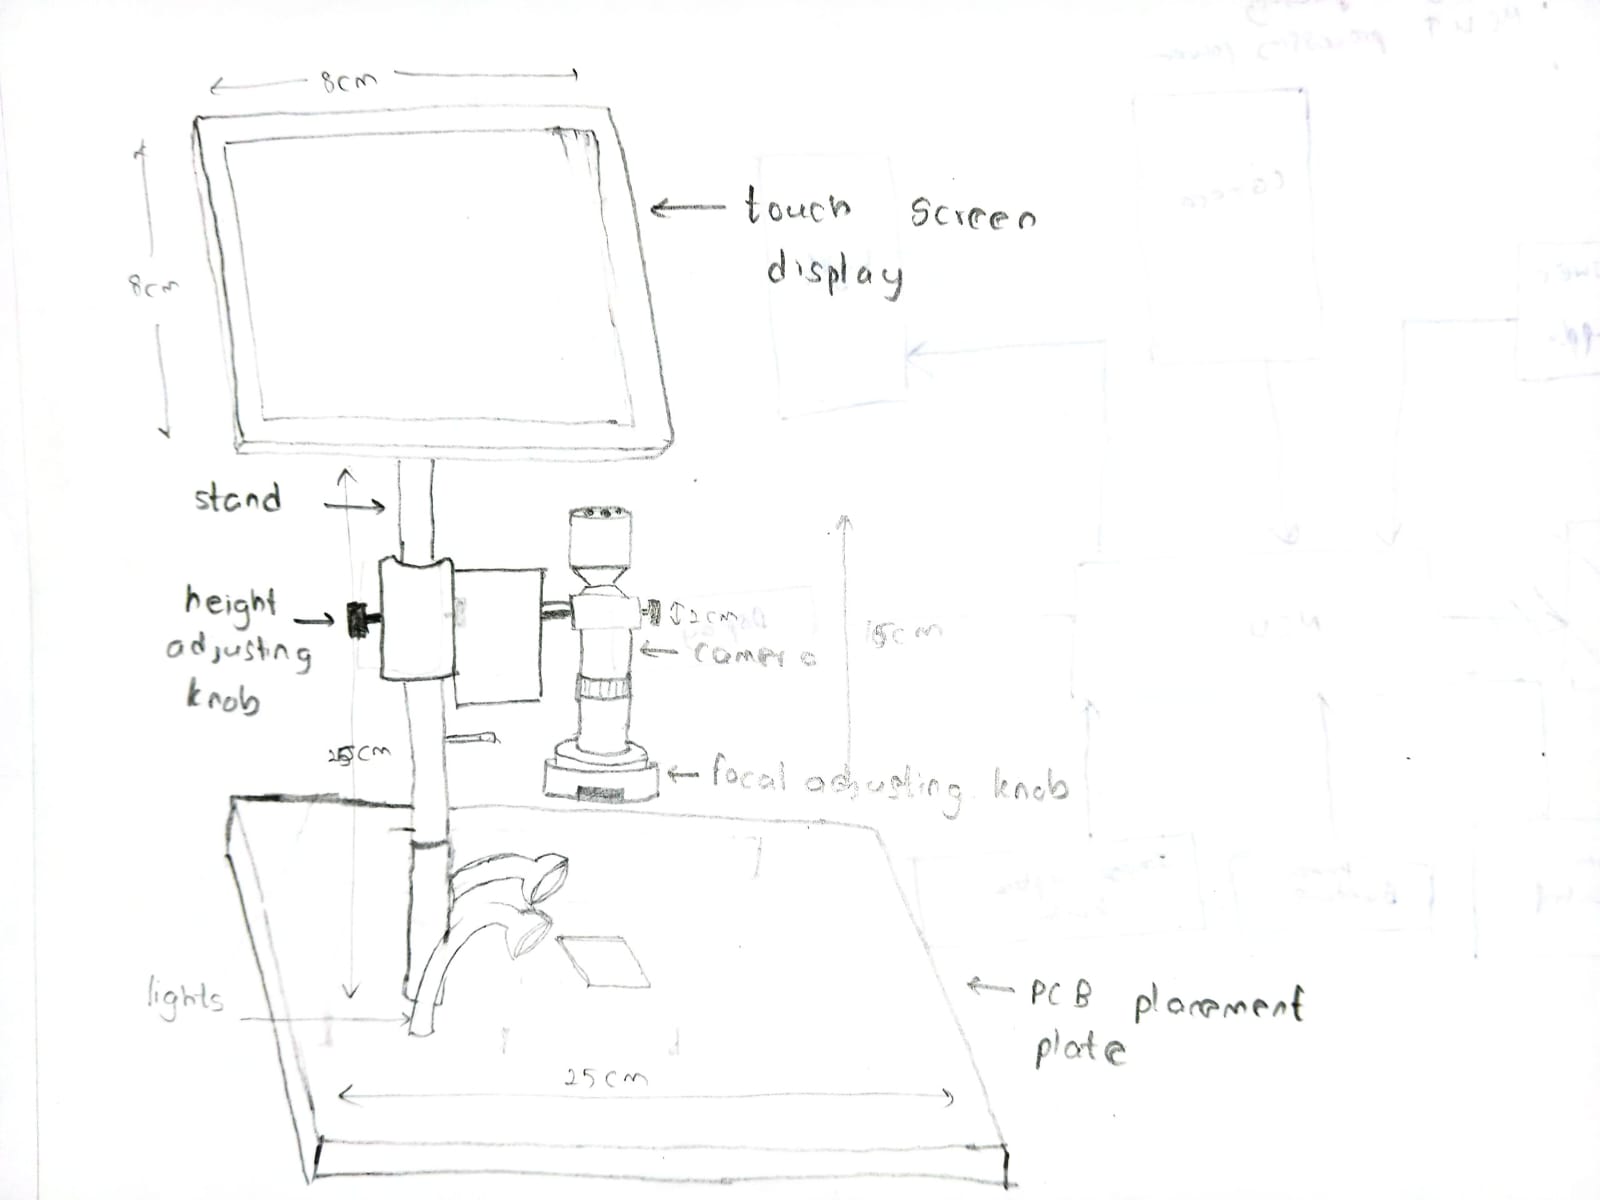 8cm
8cm
touch screen
display
stand
height
adjusting
knob
2cm
camera
15cm
25cm
focal adjusting knob
lights
PCB placement
plate
25cm